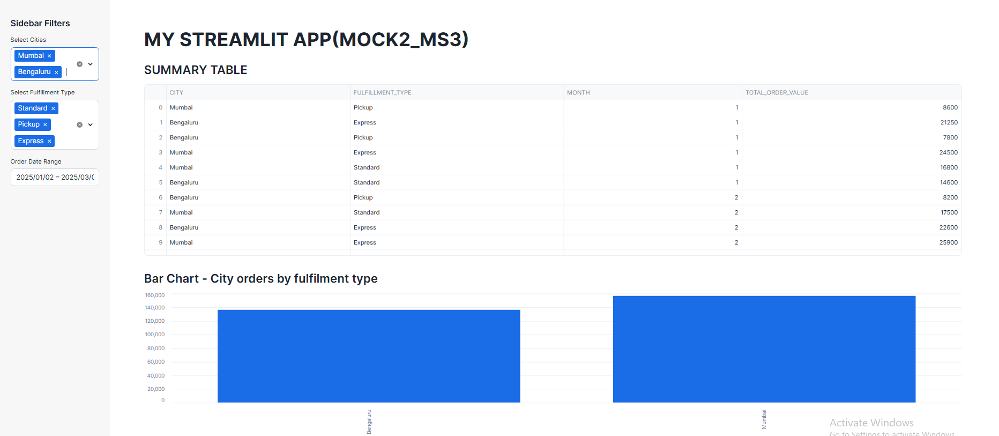 Sidebar Filters
Select Cities
Mumbai ×
Bengaluru ×
Select Fulfillment Type
Standard ×
Pickup ×
Express ×
Order Date Range
2025/01/02 – 2025/03/
MY STREAMLIT APP(MOCK2_MS3)
SUMMARY TABLE
CITY FULFILLMENT_TYPE MONTH TOTAL_ORDER_VALUE
0 Mumbai Pickup 1 8600
1 Bengaluru Express 1 21250
2 Bengaluru Pickup 1 7800
3 Mumbai Express 1 24500
4 Mumbai Standard 1 16800
5 Bengaluru Standard 1 14600
6 Bengaluru Pickup 2 8200
7 Mumbai Standard 2 17500
8 Bengaluru Express 2 22600
9 Mumbai Express 2 25900
Bar Chart - City orders by fulfilment type
160,000
140,000
120,000
100,000
80,000
60,000
40,000
20,000
0
Bengaluru
Mumbai
Activate Windows
Go to Settings to activate Windows